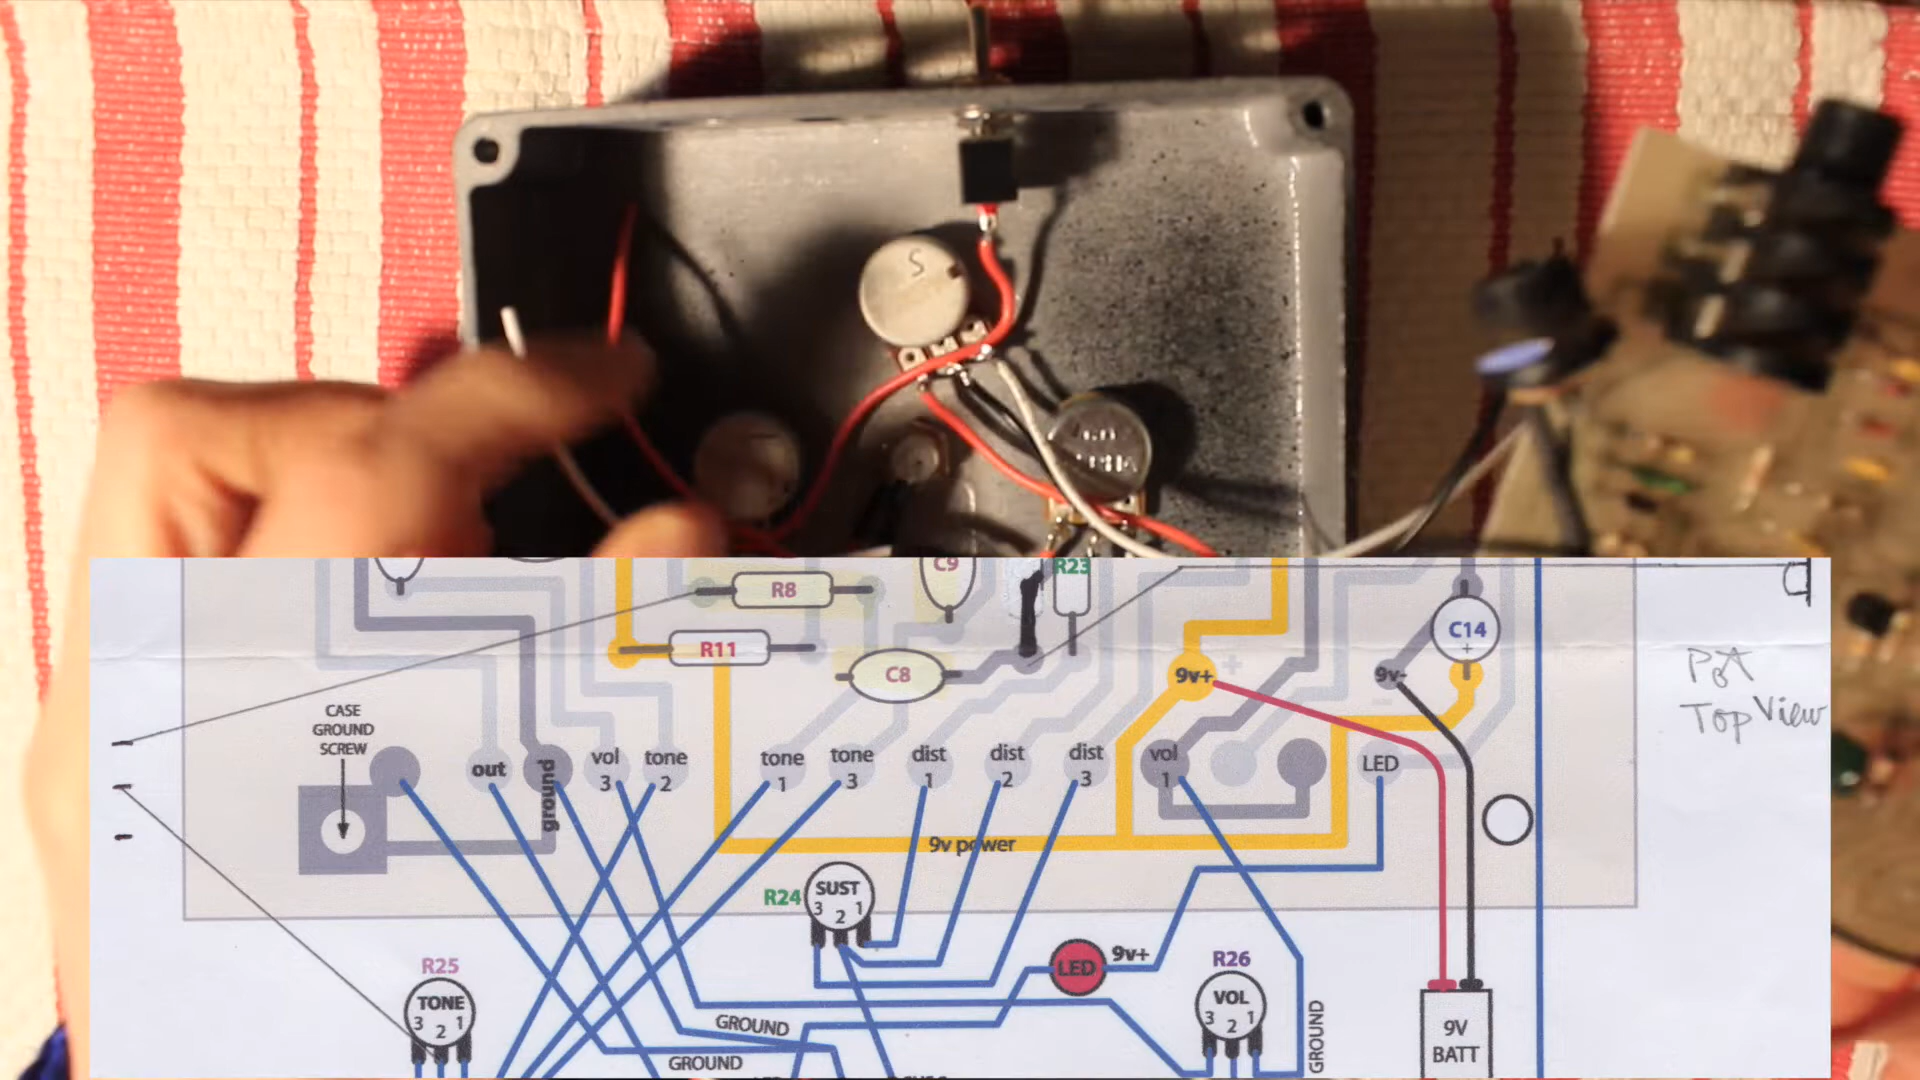 S
R8
C9
R23
R11
C8
9v+
+
9v-
C14
+
PBA
Top View
CASE
GROUND
SCREW
out
ground
vol
3
tone
2
tone
1
tone
3
dist
1
dist
2
dist
3
vol
1
LED
9v power
R24
SUST
3 2 1
R25
TONE
3 2 1
LED
9v+
R26
VOL
3 2 1
GROUND
GROUND
GROUND
9V
BATT